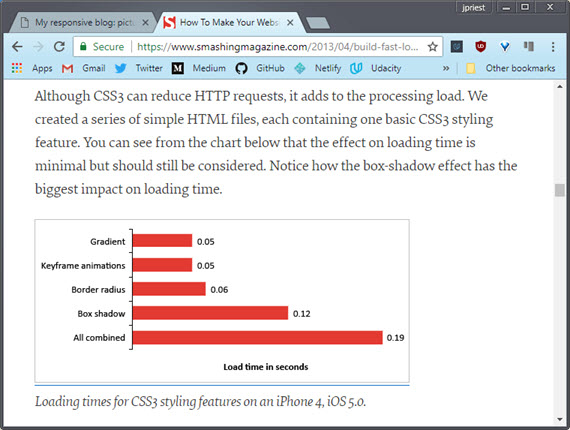 jpriest
My responsive blog: pict
How To Make Your Webs
Secure
https://www.smashingmagazine.com/2013/04/build-fast-lo...
Apps Gmail Twitter Medium GitHub Netlify Udacity » Other bookmarks
Although CSS3 can reduce HTTP requests, it adds to the processing load. We
created a series of simple HTML files, each containing one basic CSS3 styling
feature. You can see from the chart below that the effect on loading time is
minimal but should still be considered. Notice how the box-shadow effect has the
biggest impact on loading time.
Gradient 0.05
Keyframe animations 0.05
Border radius 0.06
Box shadow 0.12
All combined 0.19
Load time in seconds
Loading times for CSS3 styling features on an iPhone 4, iOS 5.0.